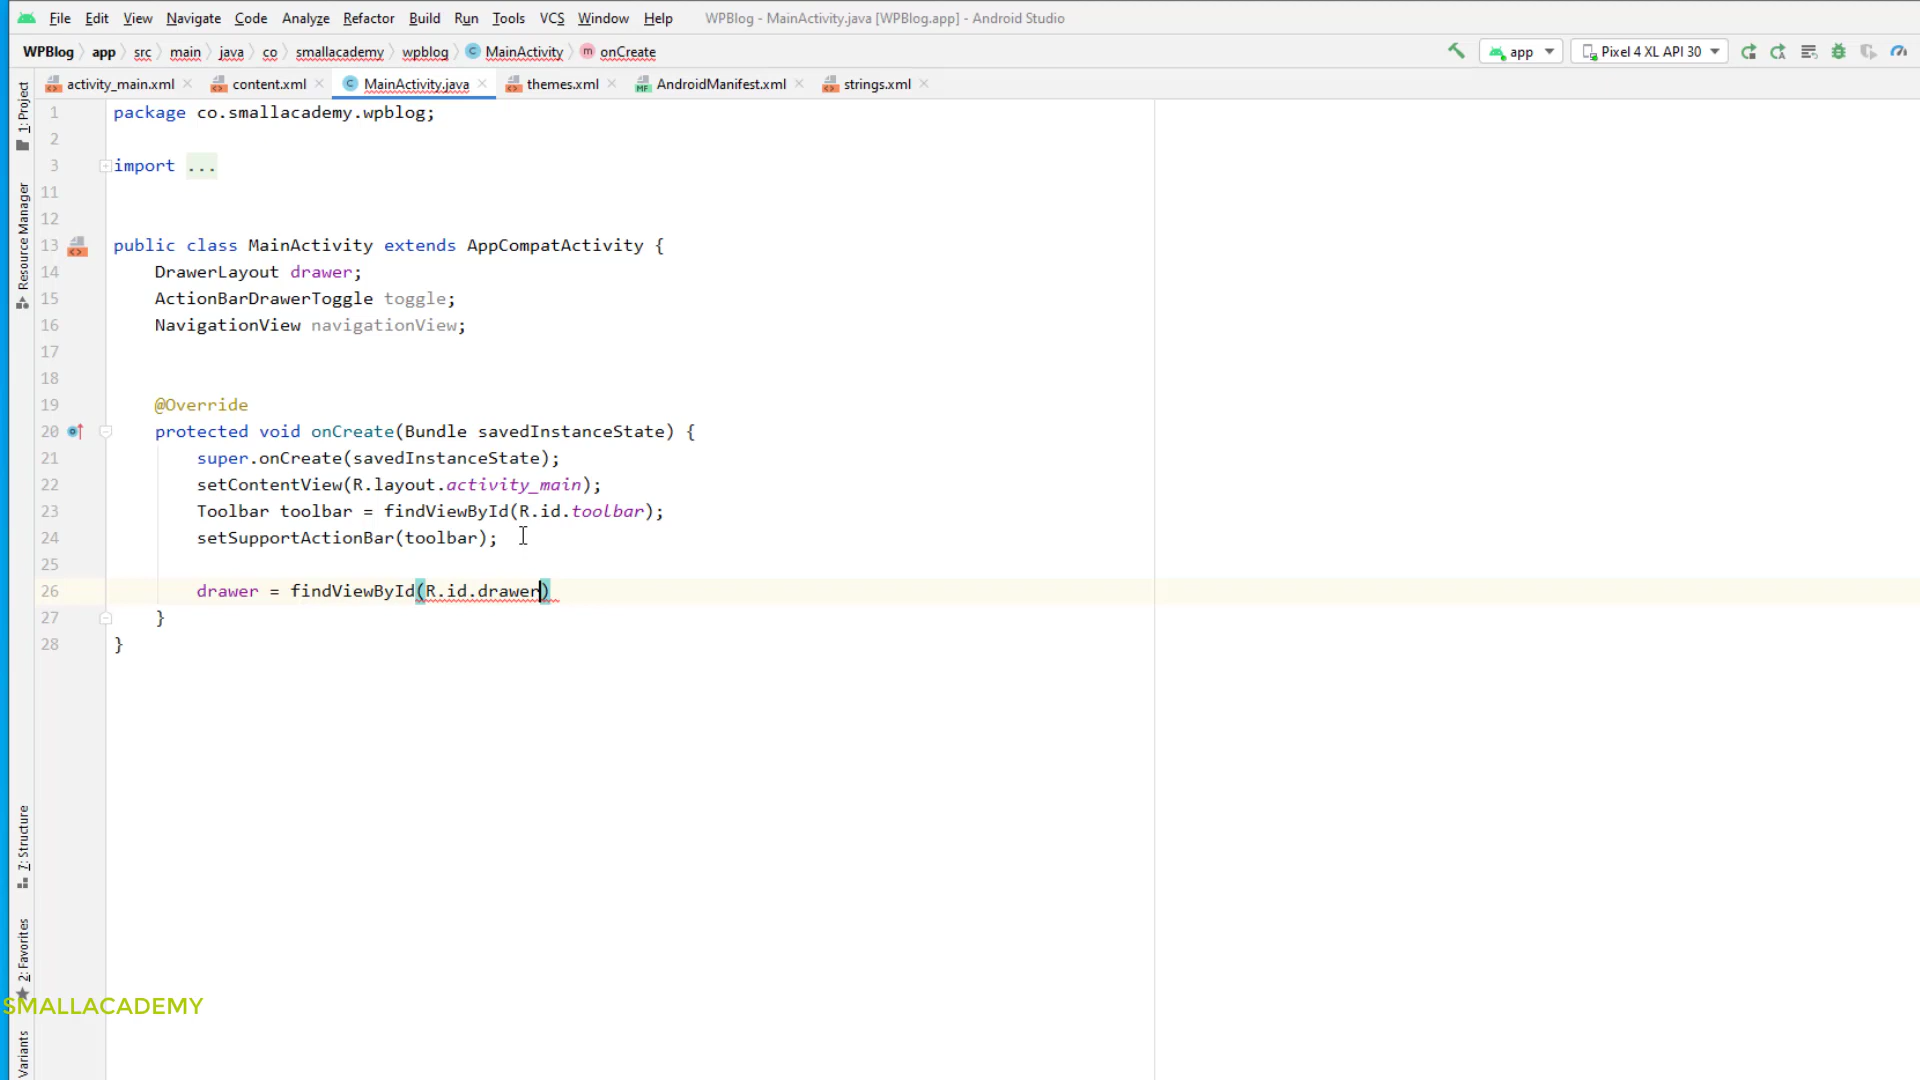 File Edit View Navigate Code Analyze Refactor Build Run Tools VCS Window Help WPBlog - MainActivity.java [WPBlog.app] - Android Studio
WPBlog app src main java co smallacademy wpblog C MainActivity m onCreate app Pixel 4 XL API 30
activity_main.xml content.xml C MainActivity.java themes.xml MF AndroidManifest.xml strings.xml
1: Project
Resource Manager
7: Structure
2: Favorites
Variants
1 package co.smallacademy.wpblog;
2
3 import ...
11
12
13 public class MainActivity extends AppCompatActivity {
14 DrawerLayout drawer;
15 ActionBarDrawerToggle toggle;
16 NavigationView navigationView;
17
18
19 @Override
20 protected void onCreate(Bundle savedInstanceState) {
21 super.onCreate(savedInstanceState);
22 setContentView(R.layout.activity_main);
23 Toolbar toolbar = findViewById(R.id.toolbar);
24 setSupportActionBar(toolbar);
25
26 drawer = findViewById(R.id.drawer)
27 }
28 }
SMALLACADEMY